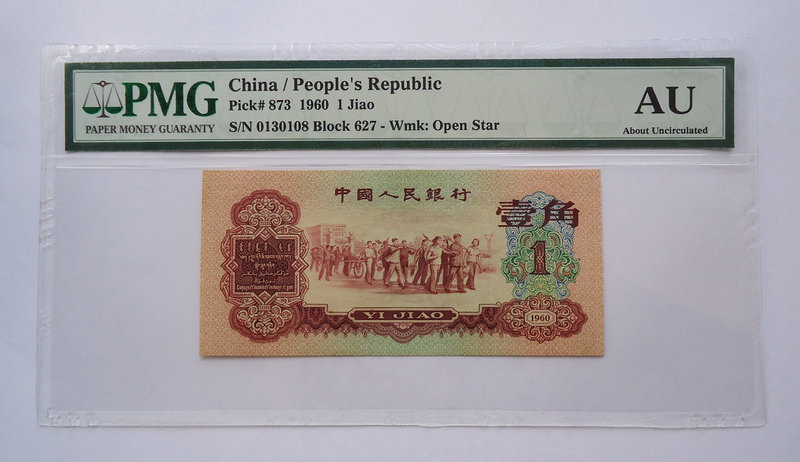 PMG
PAPER MONEY GUARANTY
China / People's Republic
Pick# 873 1960 1 Jiao
S/N 0130108 Block 627 - Wmk: Open Star
AU
About Uncirculated
中國人民銀行
壹角
1
YI JIAO
1960